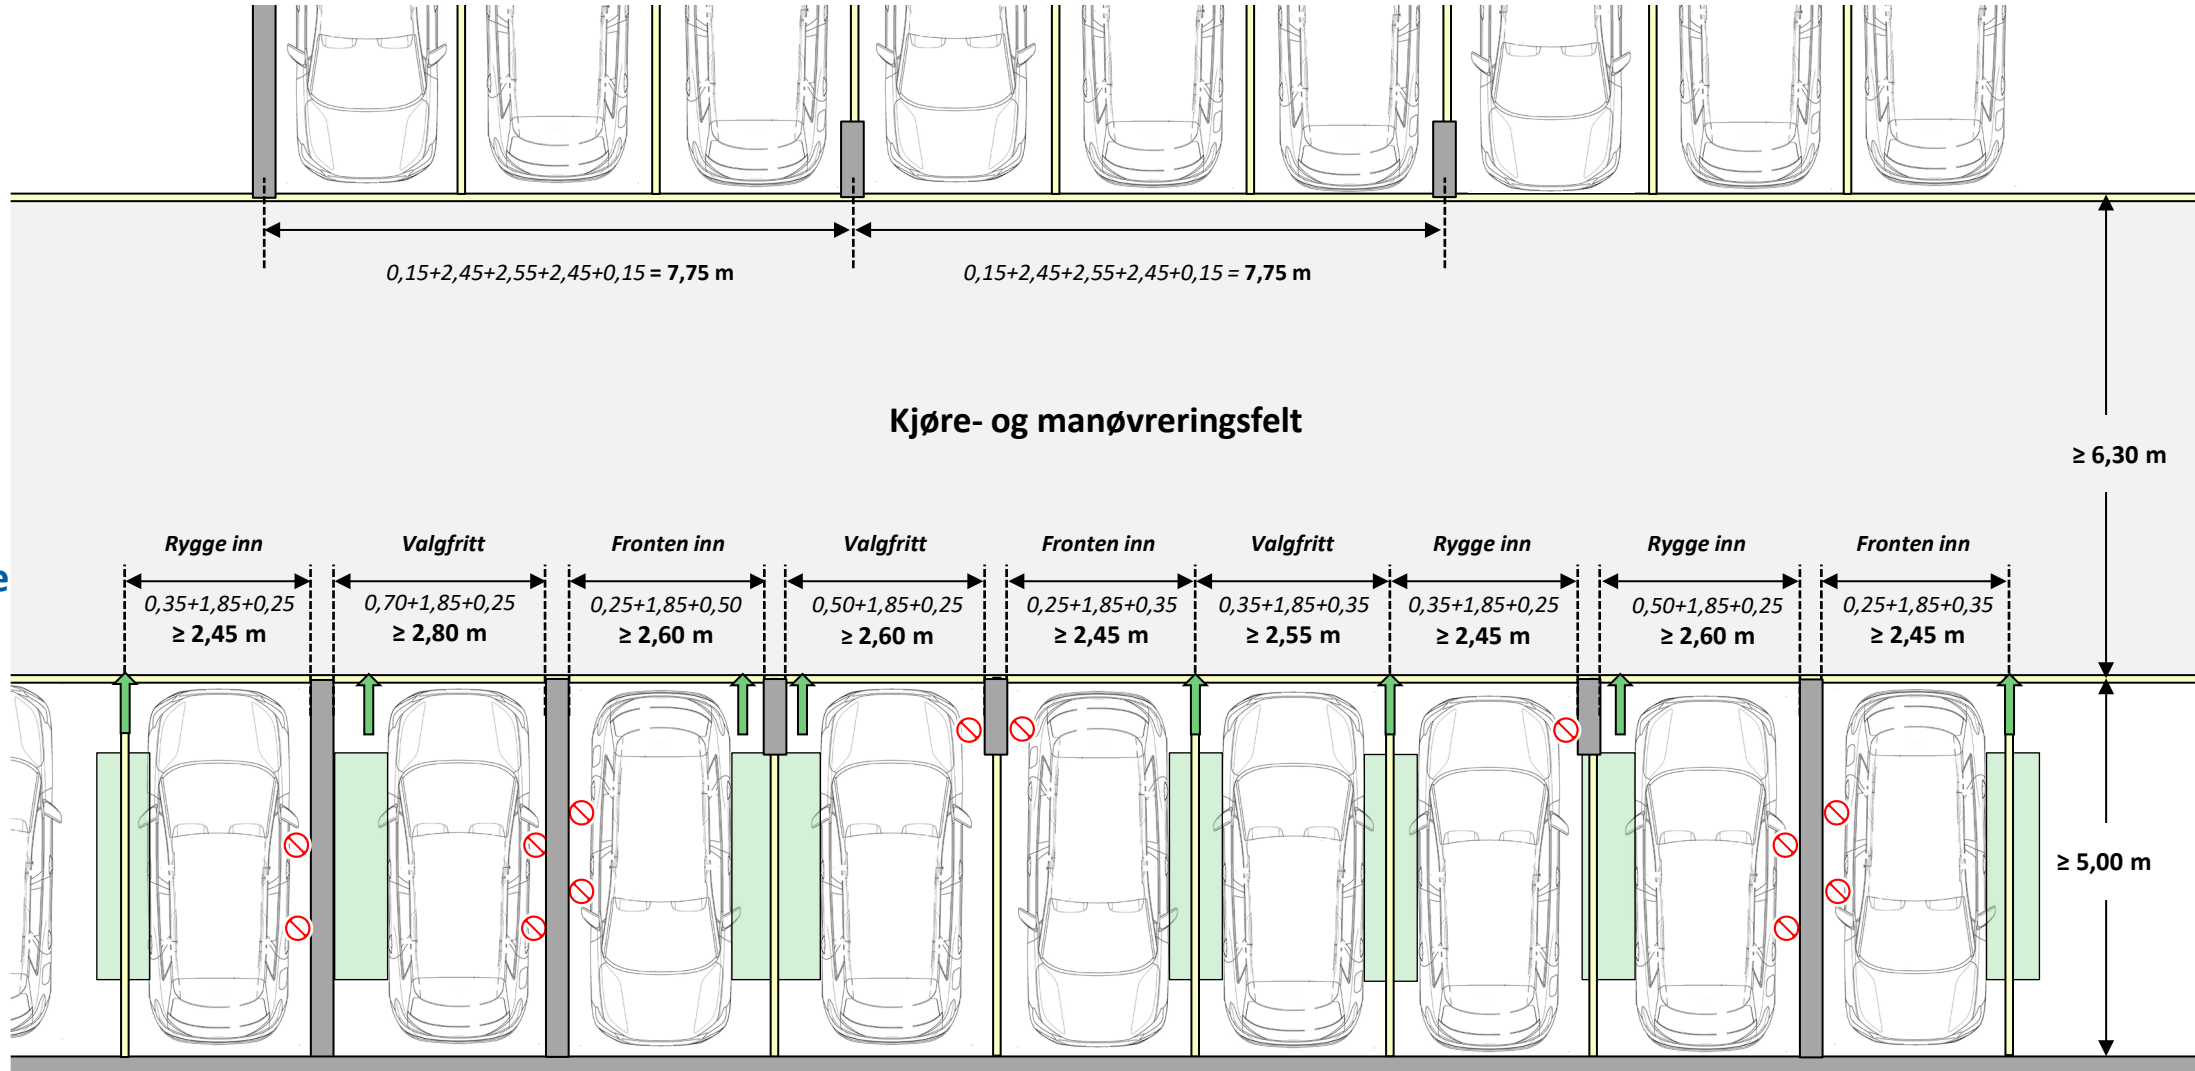 0,15+2,45+2,55+2,45+0,15 = 7,75 m
0,15+2,45+2,55+2,45+0,15 = 7,75 m
Kjøre- og manøvreringsfelt
≥ 6,30 m
Rygge inn
Valgfritt
Fronten inn
Valgfritt
Fronten inn
Valgfritt
Rygge inn
Rygge inn
Fronten inn
e
0,35+1,85+0,25
0,70+1,85+0,25
0,25+1,85+0,50
0,50+1,85+0,25
0,25+1,85+0,35
0,35+1,85+0,35
0,35+1,85+0,25
0,50+1,85+0,25
0,25+1,85+0,35
≥ 2,45 m
≥ 2,80 m
≥ 2,60 m
≥ 2,60 m
≥ 2,45 m
≥ 2,55 m
≥ 2,45 m
≥ 2,60 m
≥ 2,45 m
≥ 5,00 m